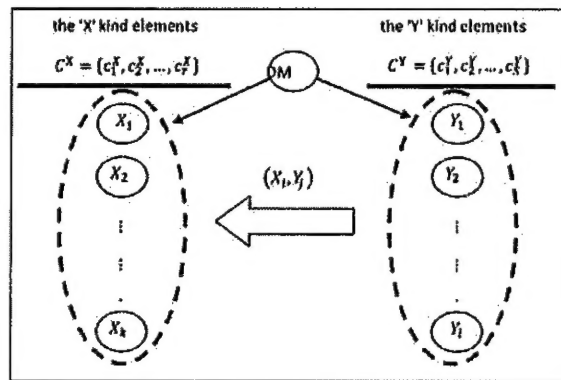 the 'X' kind elements
C^X = {c_1^X, c_2^X, ..., c_r^X}
the 'Y' kind elements
C^Y = {c_1^Y, c_2^Y, ..., c_s^Y}
DM
X_1
Y_1
X_2
Y_2
(X_i, Y_j)
X_k
Y_l